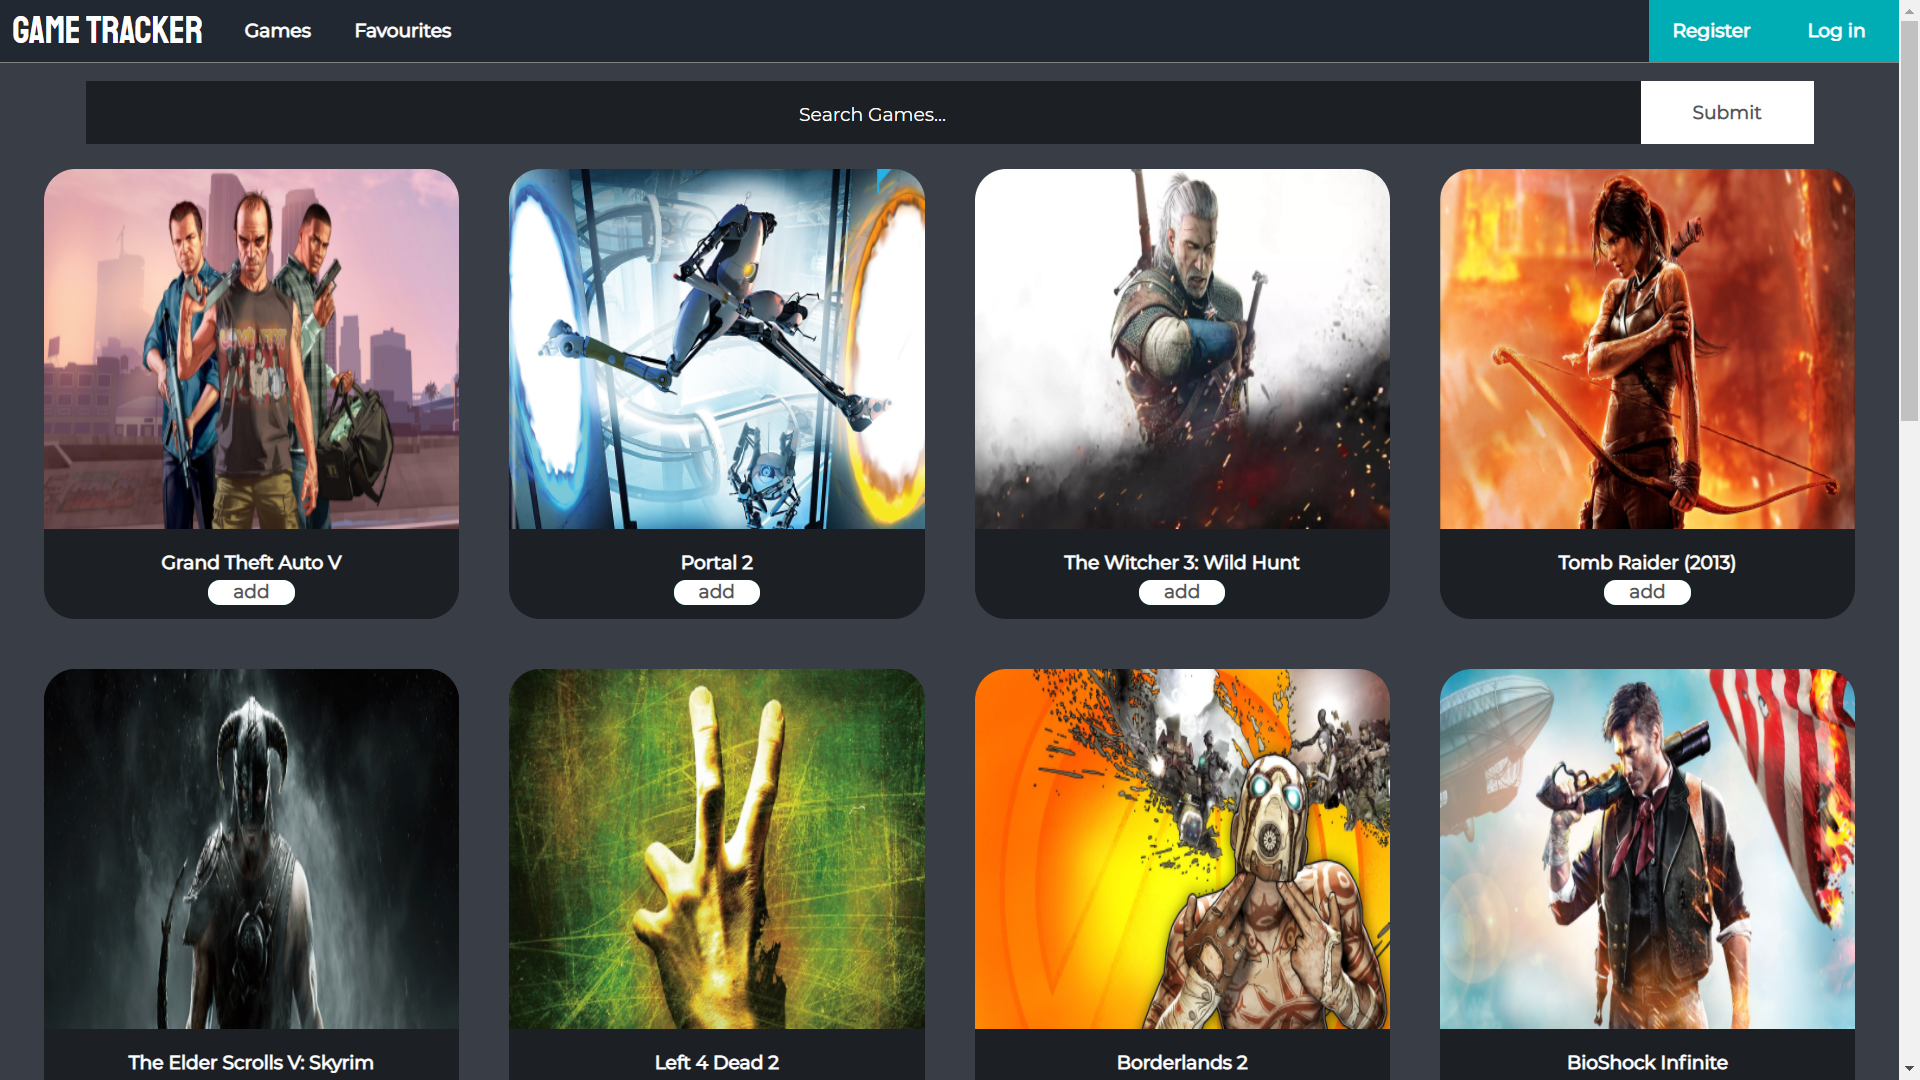 GAME TRACKER
Games
Favourites
Register
Log in
Search Games...
Submit
Grand Theft Auto V
add
Portal 2
add
The Witcher 3: Wild Hunt
add
Tomb Raider (2013)
add
The Elder Scrolls V: Skyrim
Left 4 Dead 2
Borderlands 2
BioShock Infinite